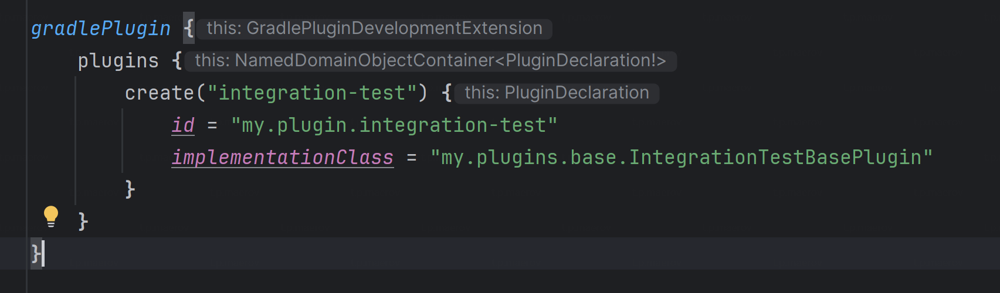 gradlePlugin { this: GradlePluginDevelopmentExtension
plugins { this: NamedDomainObjectContainer<PluginDeclaration!>
create("integration-test") { this: PluginDeclaration
id = "my.plugin.integration-test"
implementationClass = "my.plugins.base.IntegrationTestBasePlugin"
}
}
}